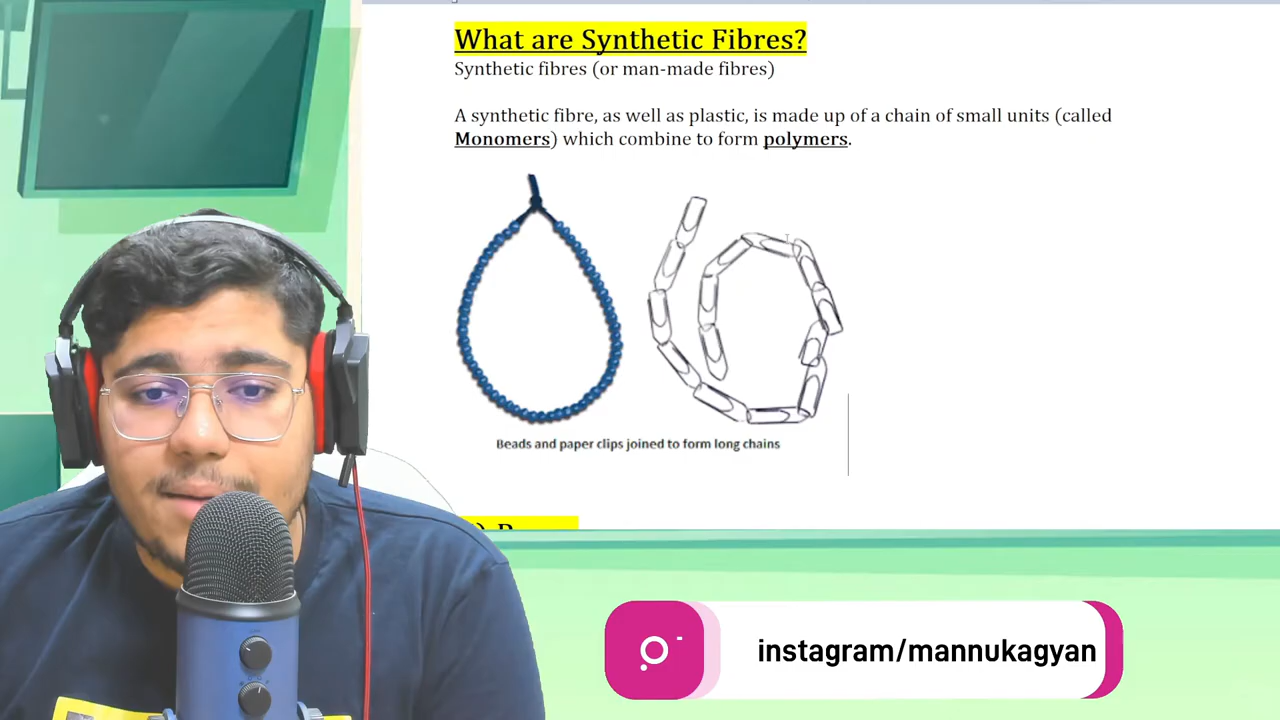 What are Synthetic Fibres?
Synthetic fibres (or man-made fibres)
A synthetic fibre, as well as plastic, is made up of a chain of small units (called
Monomers) which combine to form polymers.
Beads and paper clips joined to form long chains
instagram/mannukagyan